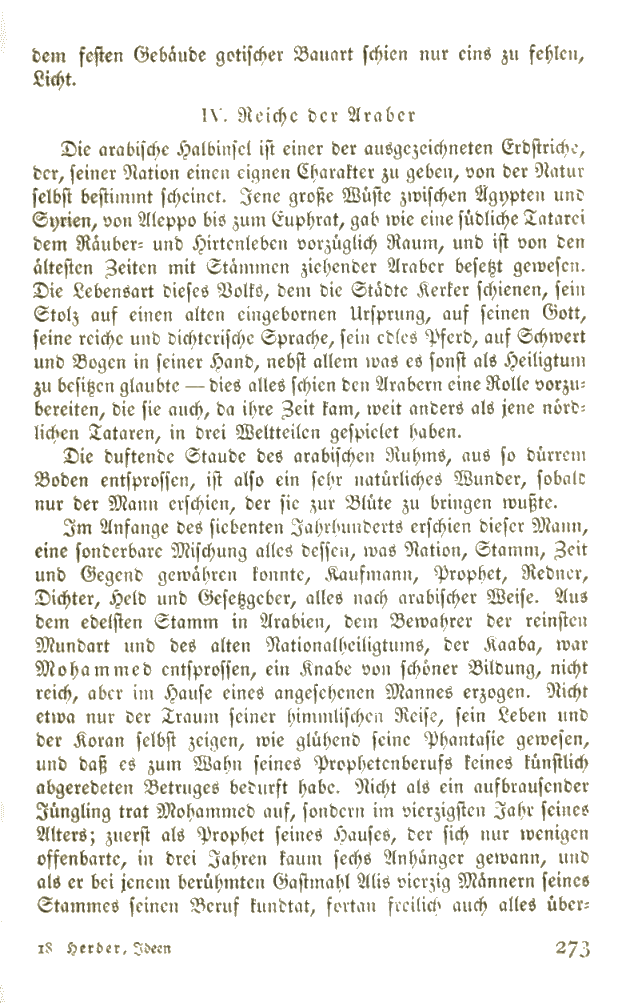 dem festen Gebäude gotischer Bauart schien nur eins zu fehlen,
Licht.
IV. Reiche der Araber
Die arabische Halbinsel ist einer der ausgezeichneten Erdstriche,
der, seiner Nation einen eignen Charakter zu geben, von der Natur
selbst bestimmt scheinet. Jene große Wüste zwischen Ägypten und
Syrien, von Aleppo bis zum Euphrat, gab wie eine südliche Tatarei
dem Räuber- und Hirtenleben vorzüglich Raum, und ist von den
ältesten Zeiten mit Stämmen ziehender Araber besetzt gewesen.
Die Lebensart dieses Volks, dem die Städte Kerker schienen, sein
Stolz auf einen alten eingebornen Ursprung, auf seinen Gott,
seine reiche und dichterische Sprache, sein edles Pferd, auf Schwert
und Bogen in seiner Hand, nebst allem was es sonst als Heiligtum
zu besitzen glaubte — dies alles schien den Arabern eine Rolle vorzu-
bereiten, die sie auch, da ihre Zeit kam, weit anders als jene nörd-
lichen Tataren, in drei Weltteilen gespielet haben.
Die duftende Staude des arabischen Ruhms, aus so dürrem
Boden entsprossen, ist also ein sehr natürliches Wunder, sobald
nur der Mann erschien, der sie zur Blüte zu bringen wußte.
Im Anfange des siebenten Jahrhunderts erschien dieser Mann,
eine sonderbare Mischung alles dessen, was Nation, Stamm, Zeit
und Gegend gewähren konnte, Kaufmann, Prophet, Redner,
Dichter, Held und Gesetzgeber, alles nach arabischer Weise. Aus
dem edelsten Stamm in Arabien, dem Bewahrer der reinsten
Mundart und des alten Nationalheiligtums, der Kaaba, war
Mohammed entsprossen, ein Knabe von schöner Bildung, nicht
reich, aber im Hause eines angesehenen Mannes erzogen. Nicht
etwa nur der Traum seiner himmlischen Reise, sein Leben und
der Koran selbst zeigen, wie glühend seine Phantasie gewesen,
und daß es zum Wahn seines Prophetenberufs keines künstlich
abgeredeten Betruges bedurft habe. Nicht als ein aufbrausender
Jüngling trat Mohammed auf, sondern im vierzigsten Jahr seines
Alters; zuerst als Prophet seines Hauses, der sich nur wenigen
offenbarte, in drei Jahren kaum sechs Anhänger gewann, und
als er bei jenem berühmten Gastmahl Alis vierzig Männern seines
Stammes seinen Beruf kundtat, fortan freilich auch alles über-
18 Herder, Ideen
273